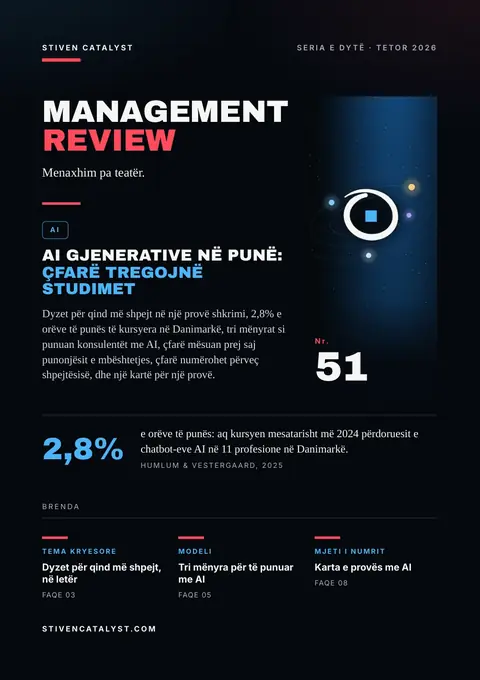 STIVEN CATALYST
SERIA E DYTË · TETOR 2026
MANAGEMENT
REVIEW
Menaxhim pa teatër.
AI
AI GJENERATIVE NË PUNË:
ÇFARË TREGOJNË
STUDIMET
Dyzet për qind më shpejt në një provë shkrimi, 2,8% e
orëve të punës të kursyera në Danimarkë, tri mënyrat si
punuan konsulentët me AI, çfarë mësuan prej saj
punonjësit e mbështetjes, çfarë numërohet përveç
shpejtësisë, dhe një kartë për një provë.
Nr.
51
2,8%
e orëve të punës: aq kursyen mesatarisht më 2024 përdoruesit e
chatbot-eve AI në 11 profesione në Danimarkë.
HUMLUM & VESTERGAARD, 2025
BRENDA
TEMA KRYESORE
Dyzet për qind më shpejt,
në letër
FAQE 03
MODELI
Tri mënyra për të punuar
me AI
FAQE 05
MJETI I NUMRIT
Karta e provës me AI
FAQE 08
STIVENCATALYST.COM